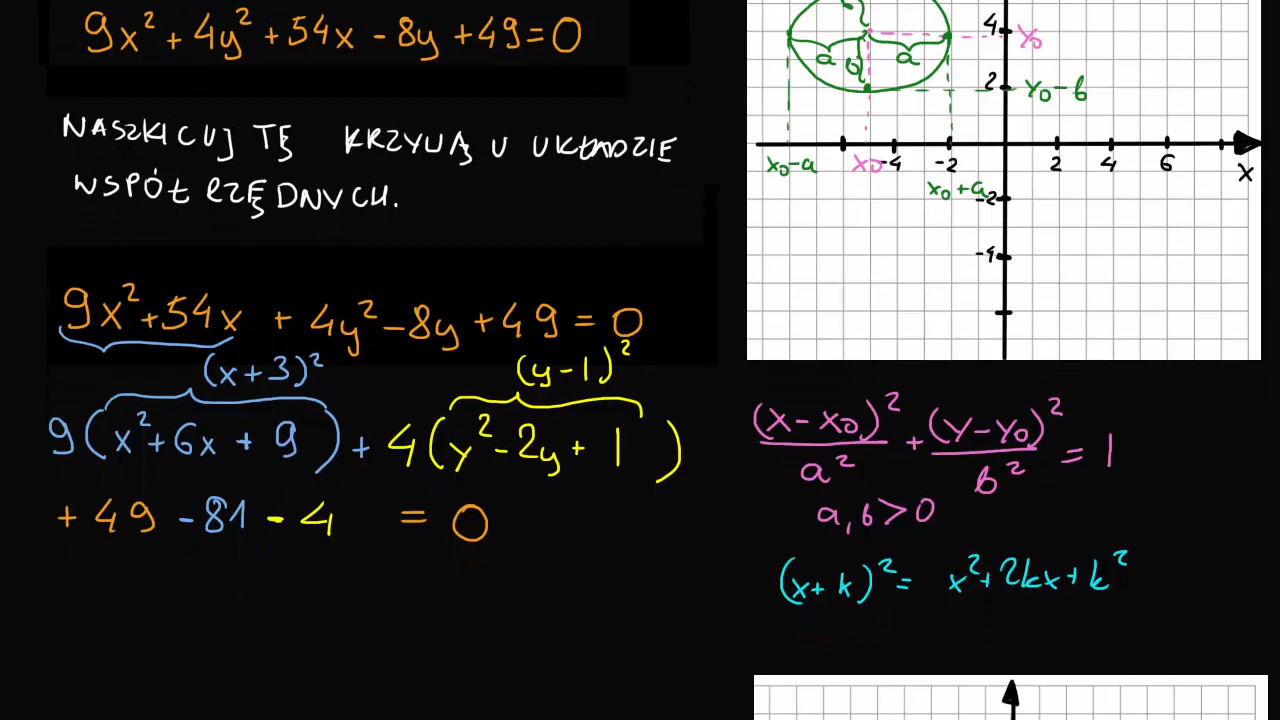 9x² + 4y² + 54x - 8y + 49 = 0
NASZKICUJ TĘ KRZYWĄ W UKŁADZIE
WSPÓŁRZĘDNYCH.
9x² + 54x + 4y² - 8y + 49 = 0
(x+3)² (y-1)²
9(x² + 6x + 9) + 4(y² - 2y + 1)
+ 49 - 81 - 4 = 0
4 y₀
a b a
2 y₀-b
x₀-a x₀ -4 -2 2 4 6 x
x₀+a -2
-4
(x-x₀)²/a² + (y-y₀)²/b² = 1
a, b > 0
(x+k)² = x² + 2kx + k²